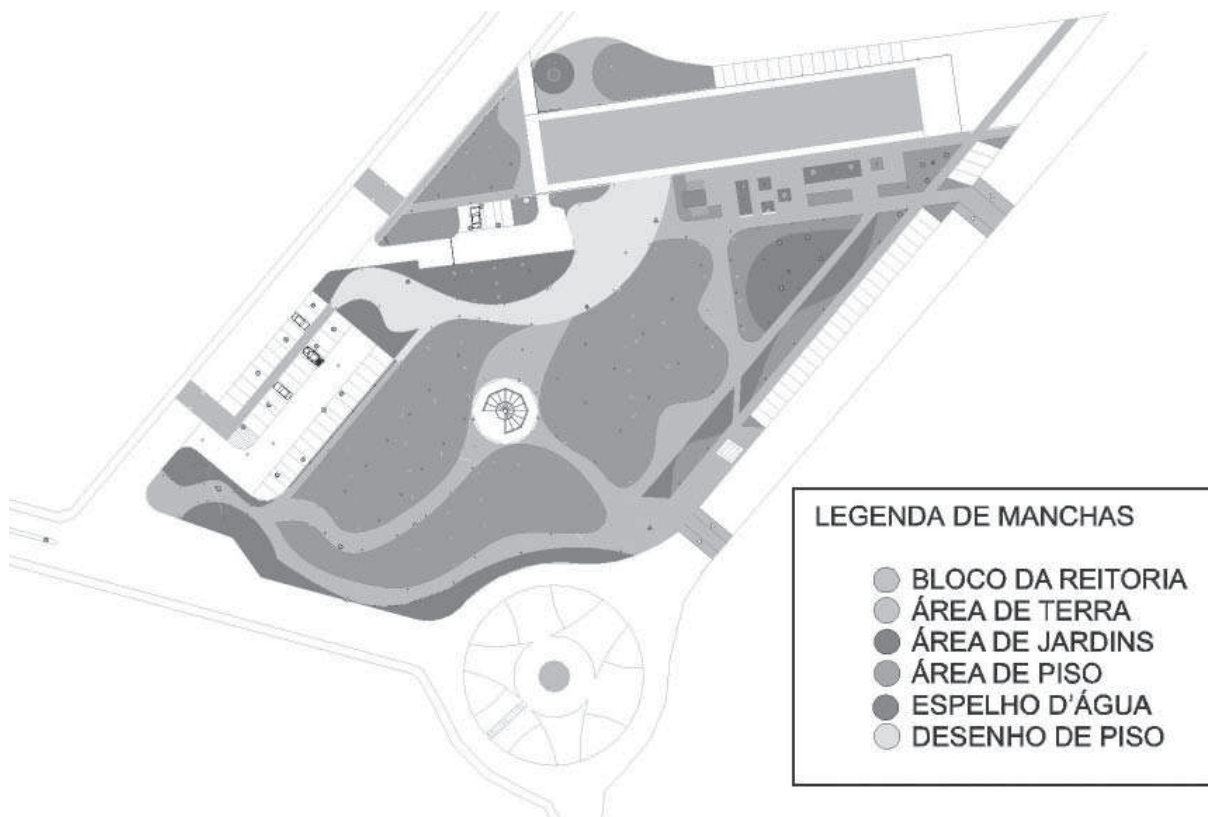 LEGENDA DE MANCHAS
BLOCO DA REITORIA
ÁREA DE TERRA
ÁREA DE JARDINS
ÁREA DE PISO
ESPELHO D'ÁGUA
DESENHO DE PISO